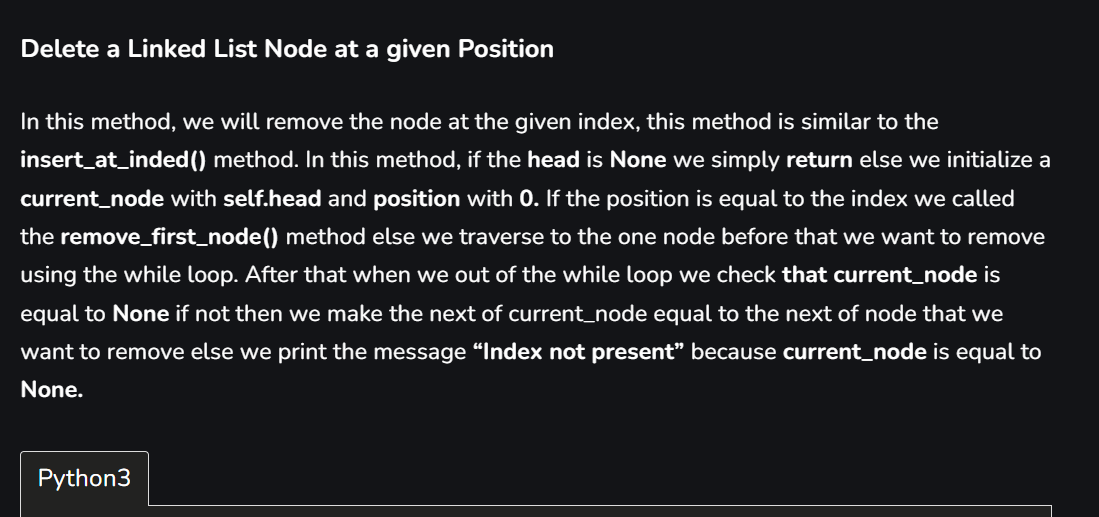 Delete a Linked List Node at a given Position
In this method, we will remove the node at the given index, this method is similar to the
insert_at_inded() method. In this method, if the head is None we simply return else we initialize a
current_node with self.head and position with 0. If the position is equal to the index we called
the remove_first_node() method else we traverse to the one node before that we want to remove
using the while loop. After that when we out of the while loop we check that current_node is
equal to None if not then we make the next of current_node equal to the next of node that we
want to remove else we print the message “Index not present” because current_node is equal to
None.
Python3